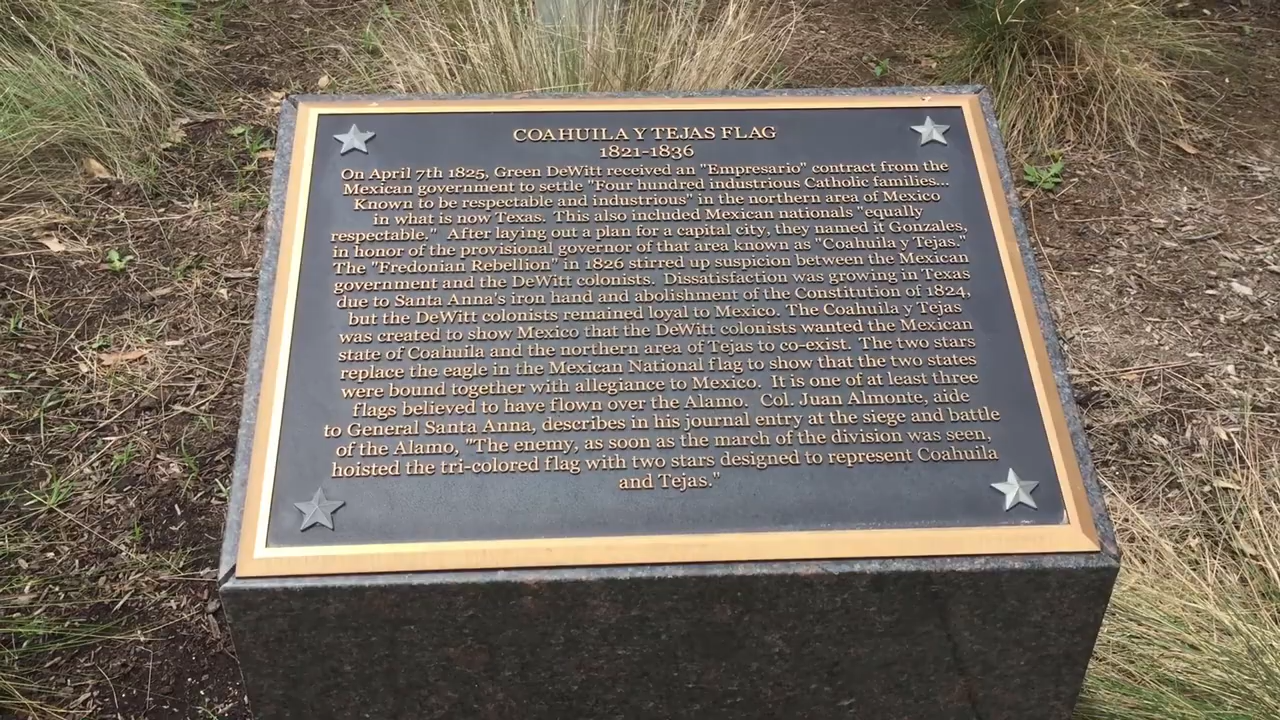 COAHUILA Y TEJAS FLAG
1821-1836
On April 7th 1825, Green DeWitt received an "Empresario" contract from the
Mexican government to settle "Four hundred industrious Catholic families...
Known to be respectable and industrious" in the northern area of Mexico
in what is now Texas. This also included Mexican nationals "equally
respectable." After laying out a plan for a capital city, they named it Gonzales,
in honor of the provisional governor of that area known as "Coahuila y Tejas."
The "Fredonian Rebellion" in 1826 stirred up suspicion between the Mexican
government and the DeWitt colonists. Dissatisfaction was growing in Texas
due to Santa Anna's iron hand and abolishment of the Constitution of 1824,
but the DeWitt colonists remained loyal to Mexico. The Coahuila y Tejas
was created to show Mexico that the DeWitt colonists wanted the Mexican
state of Coahuila and the northern area of Tejas to co-exist. The two stars
replace the eagle in the Mexican National flag to show that the two states
were bound together with allegiance to Mexico. It is one of at least three
flags believed to have flown over the Alamo. Col. Juan Almonte, aide
to General Santa Anna, describes in his journal entry at the siege and battle
of the Alamo, "The enemy, as soon as the march of the division was seen,
hoisted the tri-colored flag with two stars designed to represent Coahuila
and Tejas."